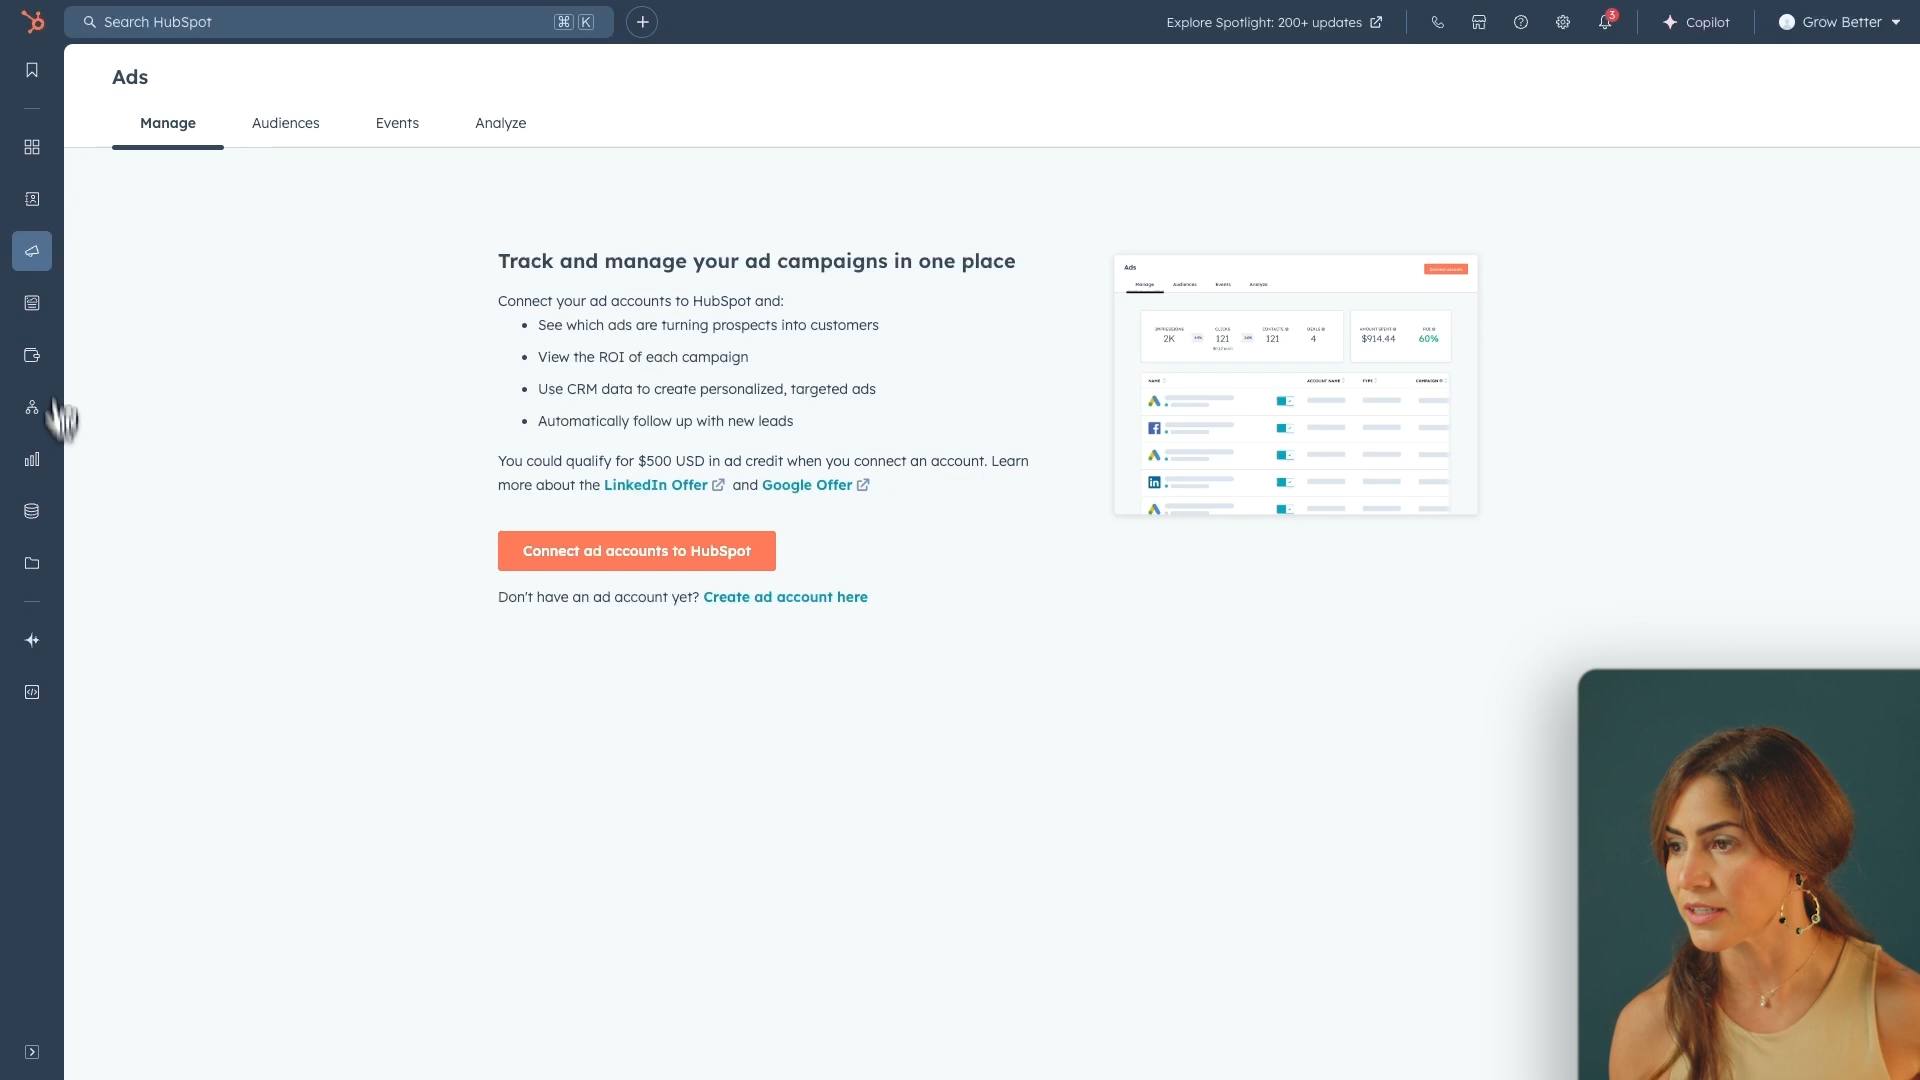 Search HubSpot
⌘ K
Explore Spotlight: 200+ updates
3
Copilot
Grow Better
Ads
Manage
Audiences
Events
Analyze
Track and manage your ad campaigns in one place
Connect your ad accounts to HubSpot and:
• See which ads are turning prospects into customers
• View the ROI of each campaign
• Use CRM data to create personalized, targeted ads
• Automatically follow up with new leads
You could qualify for $500 USD in ad credit when you connect an account. Learn
more about the LinkedIn Offer and Google Offer
Connect ad accounts to HubSpot
Don't have an ad account yet? Create ad account here
Ads
Manage Audiences Events Analyze
IMPRESSIONS CLICKS CONTACTS DEALS AMOUNT SPENT ROI
2K 121 121 4 $914.44 60%
NAME ACCOUNT NAME TYPE CAMPAIGN